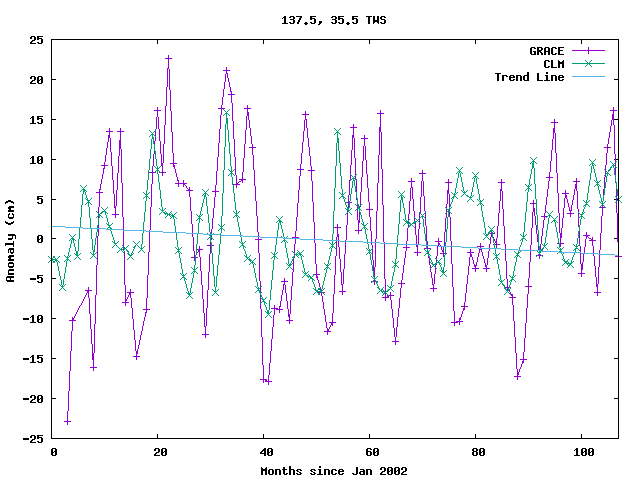 137.5, 35.5 TWS
GRACE
CLM
Trend Line
25
20
15
10
5
0
-5
-10
-15
-20
-25
Anomaly (cm)
0 20 40 60 80 100
Months since Jan 2002